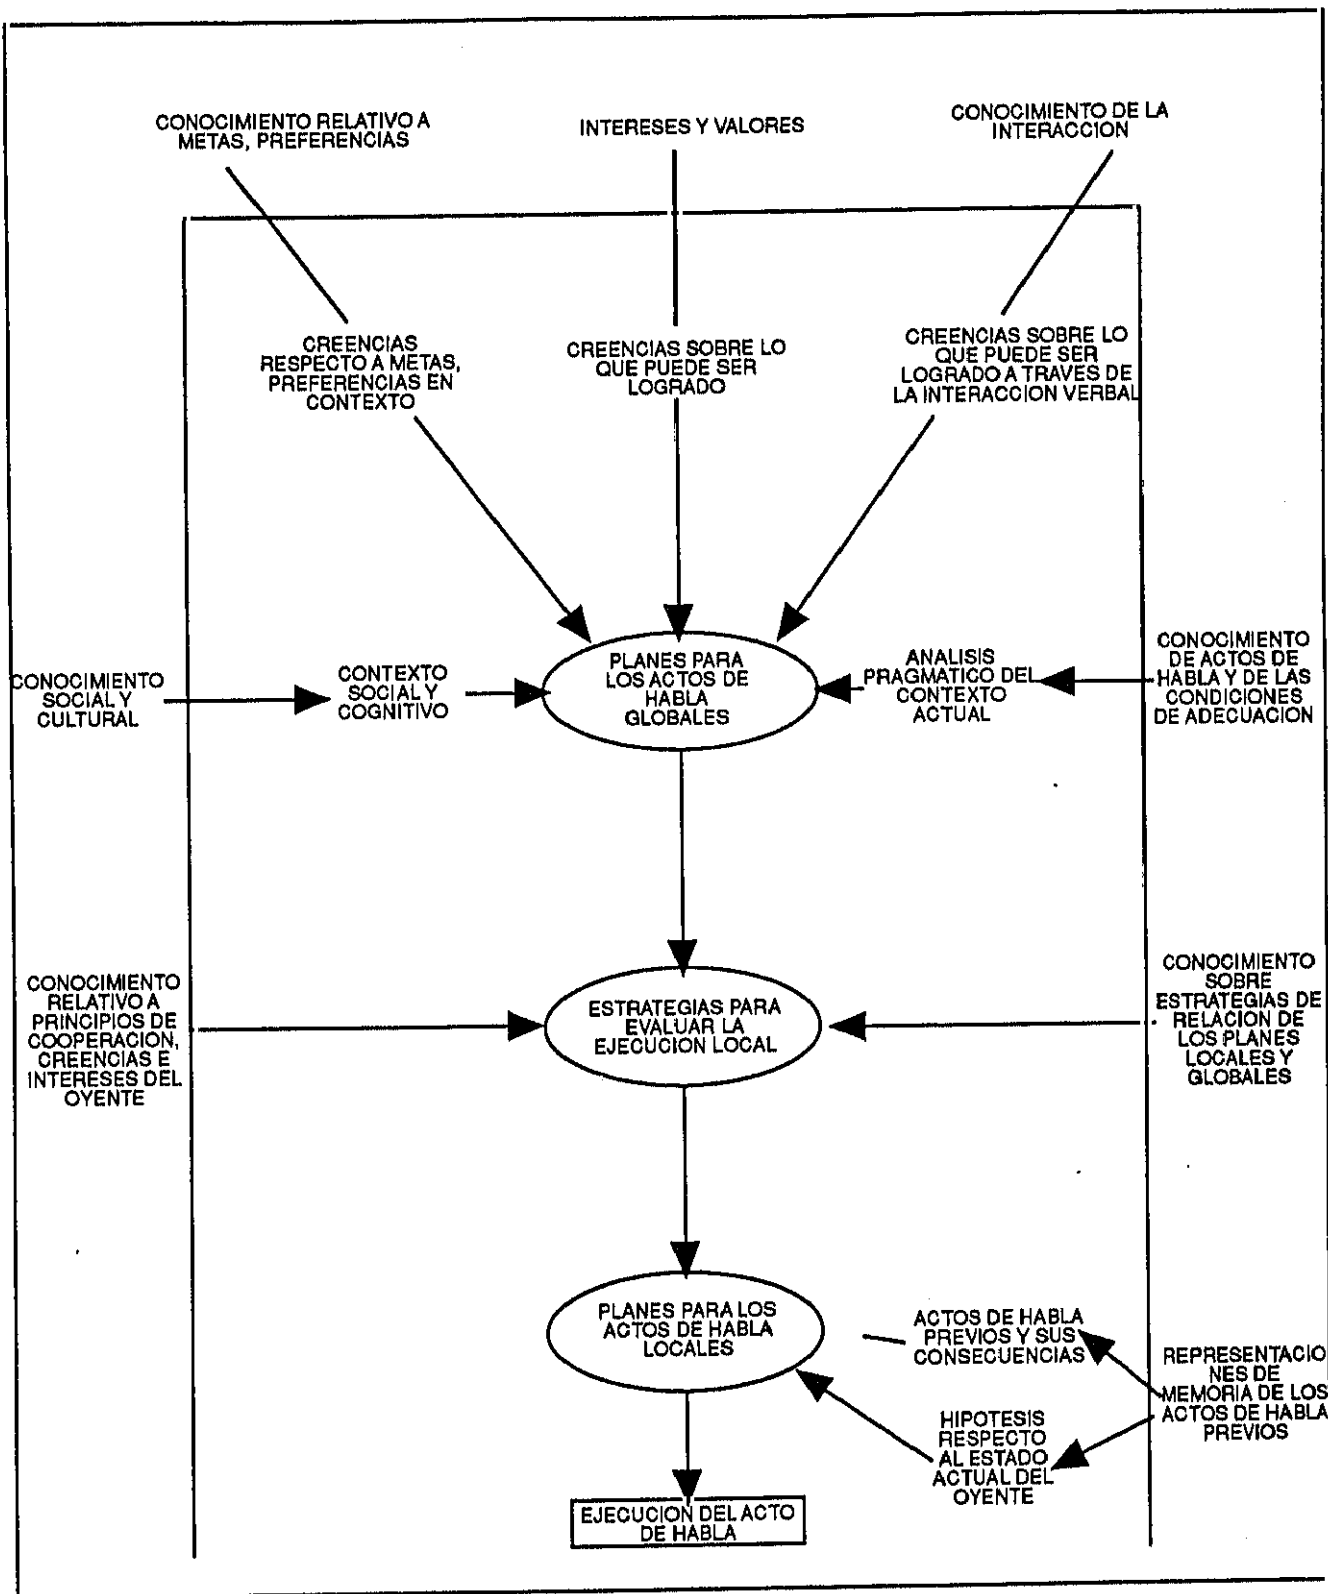 CONOCIMIENTO RELATIVO A
METAS, PREFERENCIAS
INTERESES Y VALORES
CONOCIMIENTO DE LA
INTERACCION
CREENCIAS
RESPECTO A METAS,
PREFERENCIAS EN
CONTEXTO
CREENCIAS SOBRE LO
QUE PUEDE SER
LOGRADO
CREENCIAS SOBRE LO
QUE PUEDE SER
LOGRADO A TRAVES DE
LA INTERACCION VERBAL
CONOCIMIENTO
SOCIAL Y
CULTURAL
CONTEXTO
SOCIAL Y
COGNITIVO
PLANES PARA
LOS ACTOS DE
HABLA
GLOBALES
ANALISIS
PRAGMATICO DEL
CONTEXTO
ACTUAL
CONOCIMIENTO
DE ACTOS DE
HABLA Y DE LAS
CONDICIONES
DE ADECUACION
CONOCIMIENTO
RELATIVO A
PRINCIPIOS DE
COOPERACION,
CREENCIAS E
INTERESES DEL
OYENTE
ESTRATEGIAS PARA
EVALUAR LA
EJECUCION LOCAL
CONOCIMIENTO
SOBRE
ESTRATEGIAS DE
RELACION DE
LOS PLANES
LOCALES Y
GLOBALES
PLANES PARA LOS
ACTOS DE HABLA
LOCALES
ACTOS DE HABLA
PREVIOS Y SUS
CONSECUENCIAS
REPRESENTACIO
NES DE
MEMORIA DE LOS
ACTOS DE HABLA
PREVIOS
HIPOTESIS
RESPECTO
AL ESTADO
ACTUAL DEL
OYENTE
EJECUCION DEL ACTO
DE HABLA